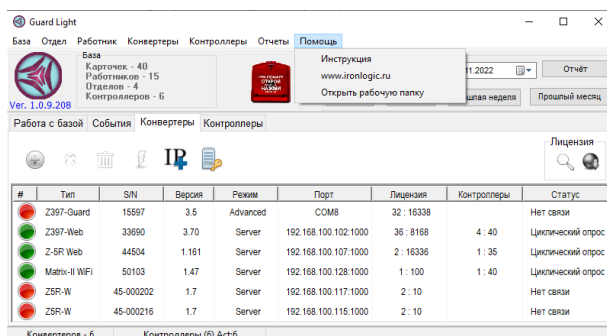 Guard Light
База Отдел Работник Конвертеры Контроллеры Отчеты Помощь
Инструкция
www.ironlogic.ru
Открыть рабочую папку
База
Карточек - 40
Работников - 15
Отделов - 4
Контроллеров - 6
Ver. 1.0.9.208
11.2022
Отчёт
шлая неделя
Прошлый месяц
Работа с базой События Конвертеры Контроллеры
Лицензия
# Тип S/N Версия Режим Порт Лицензия Контроллеры Статус
Z397-Guard 15597 3.5 Advanced COM8 32 : 16338 Нет связи
Z397-Web 33690 3.70 Server 192.168.100.102:1000 36 : 8168 4 : 40 Циклический опрос
Z-5R Web 44504 1.161 Server 192.168.100.107:1000 2 : 16336 1 : 35 Циклический опрос
Matrix-II WiFi 50103 1.47 Server 192.168.100.128:1000 1 : 100 1 : 40 Циклический опрос
Z5R-W 45-000202 1.7 Server 192.168.100.117:1000 2 : 10 Нет связи
Z5R-W 45-000216 1.7 Server 192.168.100.115:1000 2 : 10 Нет связи
Конвертеров - 6 Контроллеры (6) Act:6